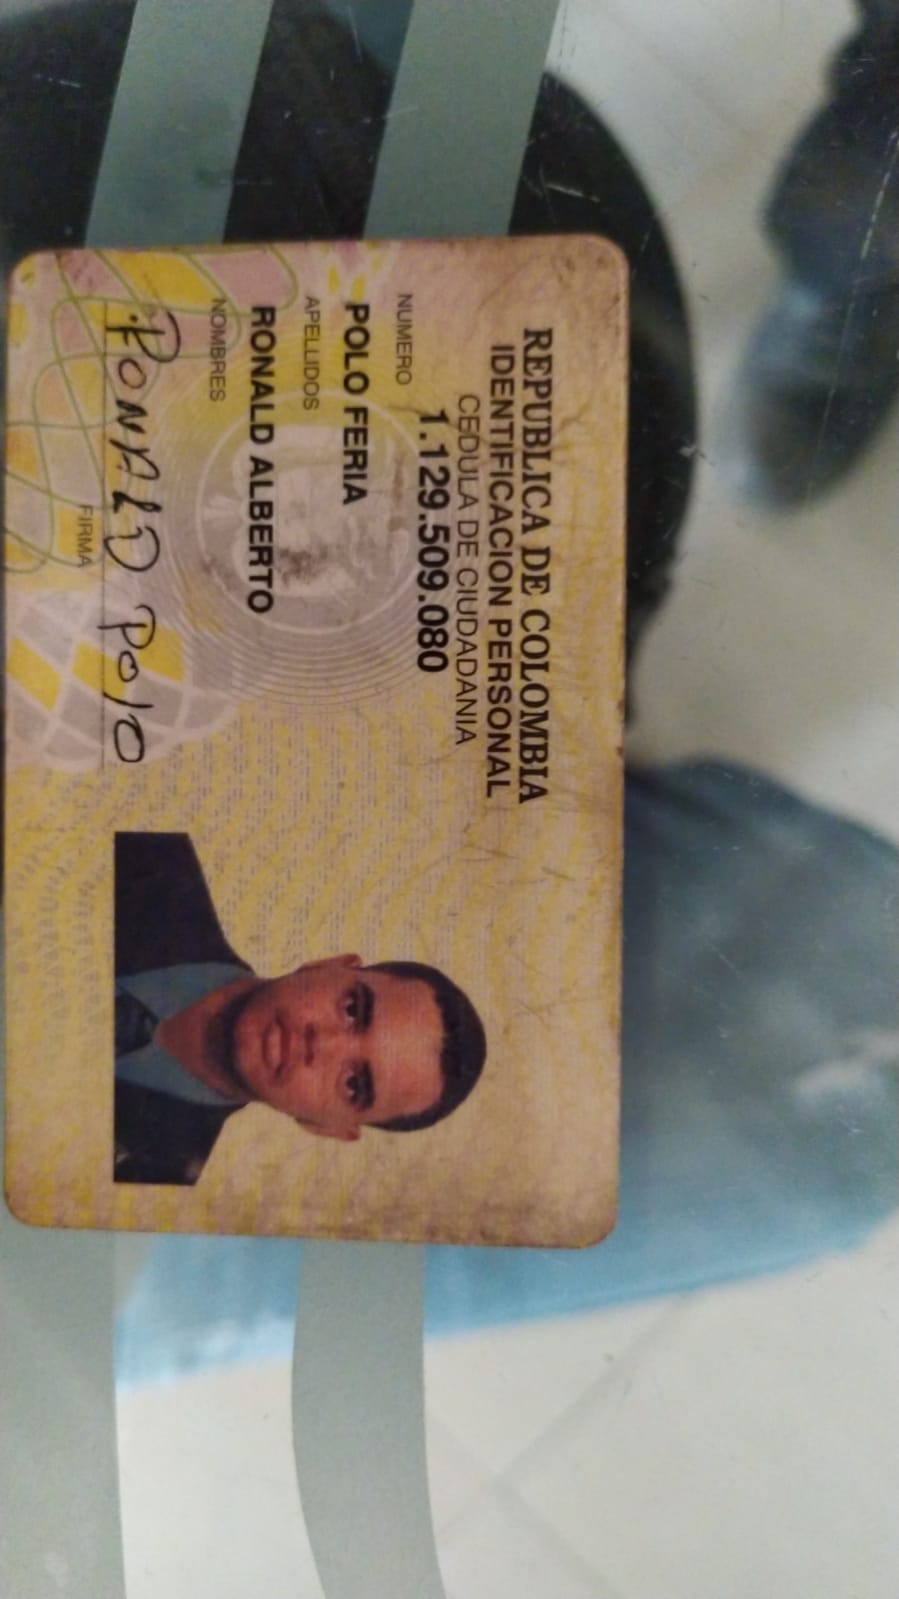 REPUBLICA DE COLOMBIA
IDENTIFICACION PERSONAL
CEDULA DE CIUDADANIA
NUMERO 1.129.509.080
POLO FERIA
APELLIDOS
RONALD ALBERTO
NOMBRES
RONALD POLO
FIRMA